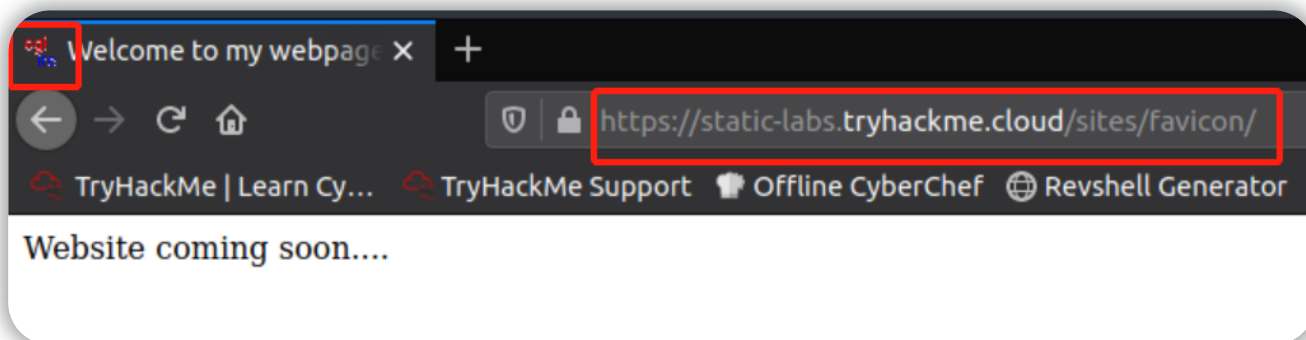 Welcome to my webpage
https://static-labs.tryhackme.cloud/sites/favicon/
TryHackMe | Learn Cy... TryHackMe Support Offline CyberChef Revshell Generator
Website coming soon....